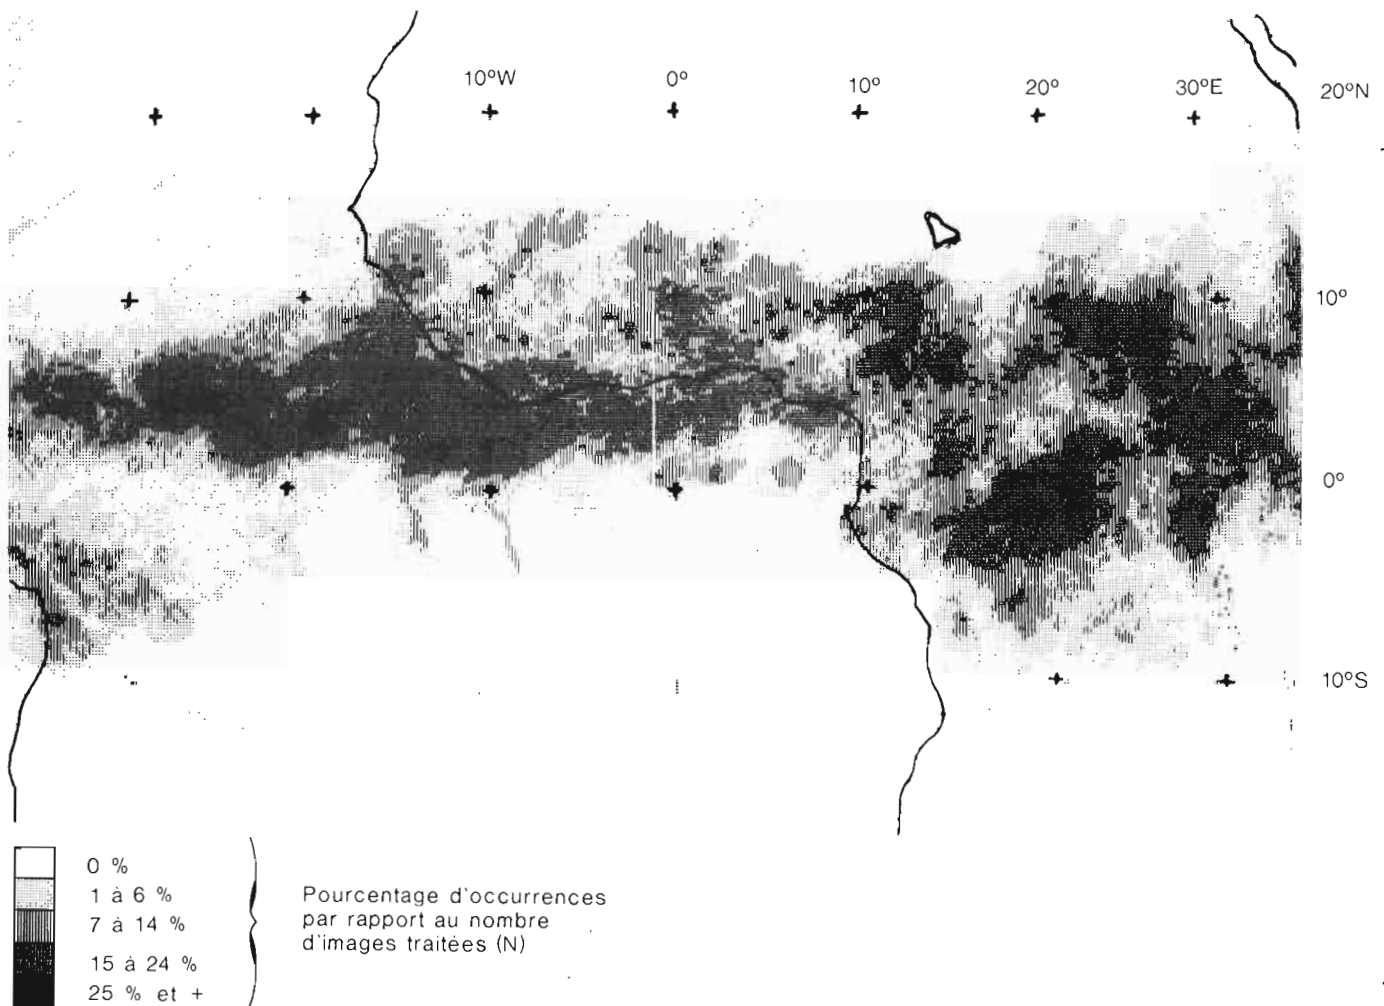 10°W 0° 10° 20° 30°E 20°N
10°
0°
10°S
0 %
1 à 6 %
7 à 14 %
15 à 24 %
25 % et +
Pourcentage d'occurrences
par rapport au nombre
d'images traitées (N)